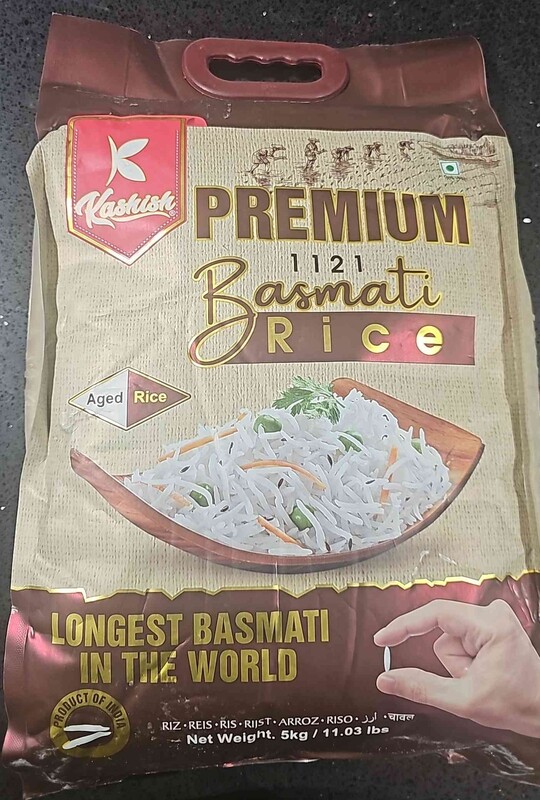 Kashish®
PREMIUM
1121
Basmati
Rice
Aged Rice
LONGEST BASMATI
IN THE WORLD
PRODUCT OF INDIA
RIZ • REIS • RIS • RIIST • ARROZ • RISO • ارز • चावल
Net Weight. 5kg / 11.03 lbs